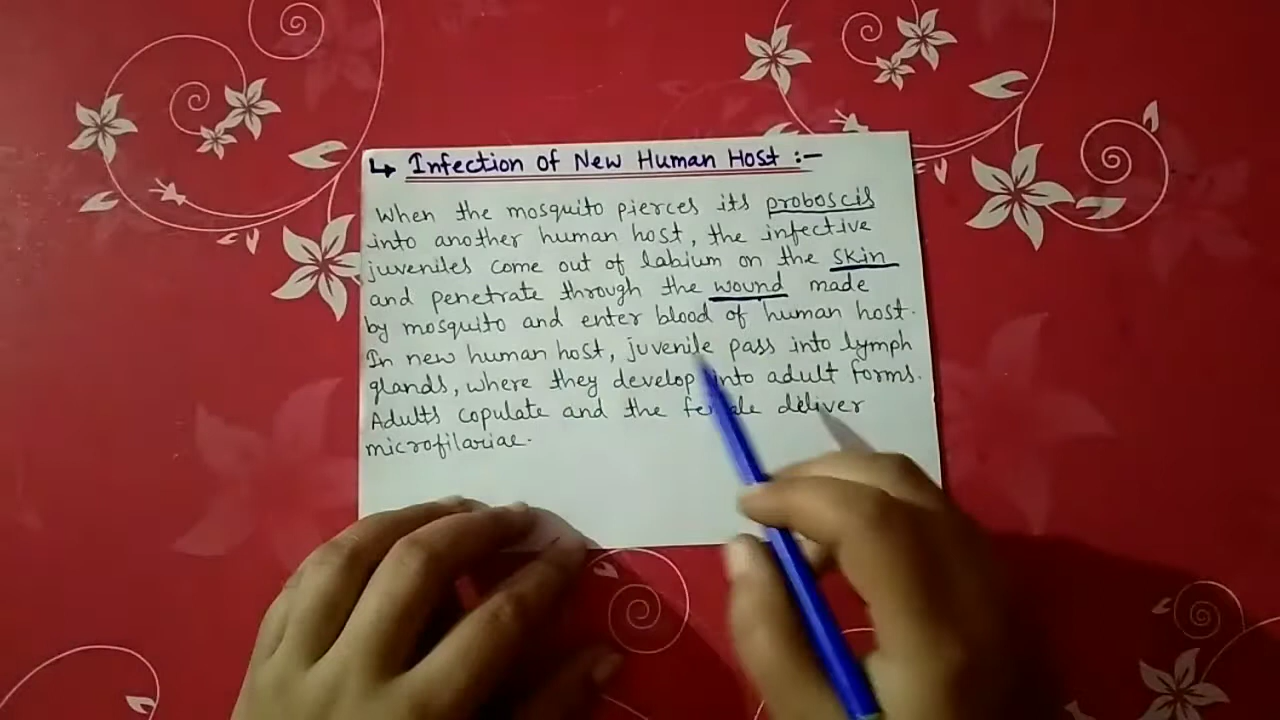 ↳ Infection of New Human Host :-
When the mosquito pierces its proboscis
into another human host, the infective
juveniles come out of labium on the skin
and penetrate through the wound made
by mosquito and enter blood of human host.
In new human host, juvenile pass into lymph
glands, where they develop into adult forms.
Adults copulate and the female deliver
microfilariae.